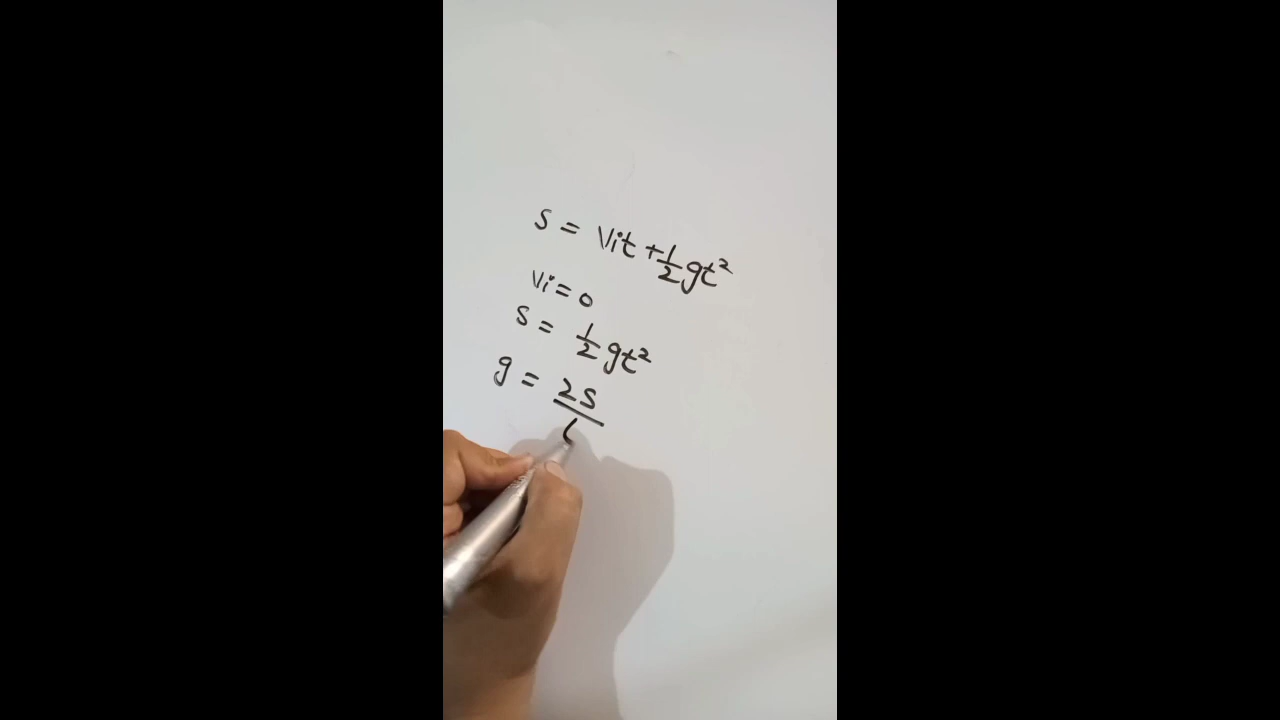 S = Vit + 1/2 gt²
Vi = 0
S = 1/2 gt²
g = 2S/